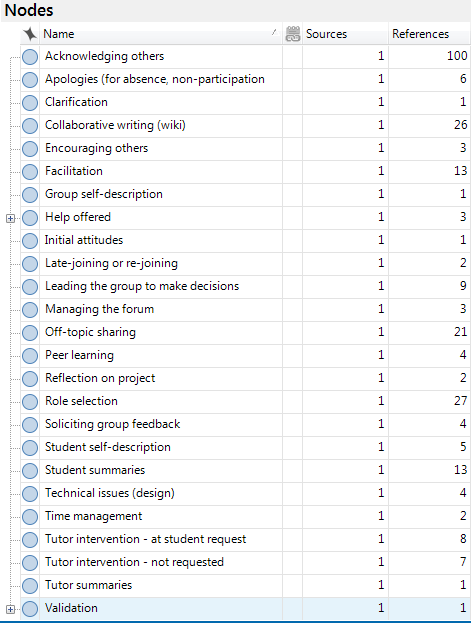 Nodes
Name Sources References
Acknowledging others 1 100
Apologies (for absence, non-participation 1 6
Clarification 1 1
Collaborative writing (wiki) 1 26
Encouraging others 1 3
Facilitation 1 13
Group self-description 1 1
Help offered 1 3
Initial attitudes 1 1
Late-joining or re-joining 1 2
Leading the group to make decisions 1 9
Managing the forum 1 3
Off-topic sharing 1 21
Peer learning 1 4
Reflection on project 1 2
Role selection 1 27
Soliciting group feedback 1 4
Student self-description 1 5
Student summaries 1 13
Technical issues (design) 1 4
Time management 1 2
Tutor intervention - at student request 1 8
Tutor intervention - not requested 1 7
Tutor summaries 1 1
Validation 1 1